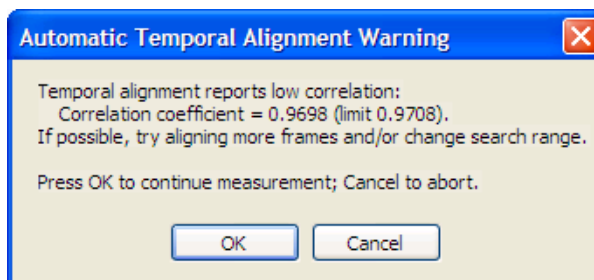 Automatic Temporal Alignment Warning
Temporal alignment reports low correlation:
Correlation coefficient = 0.9698 (limit 0.9708).
If possible, try aligning more frames and/or change search range.
Press OK to continue measurement; Cancel to abort.
OK
Cancel